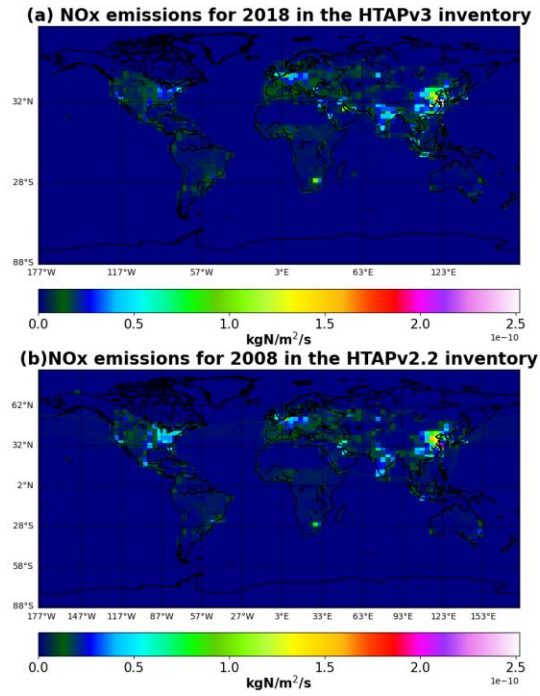 (a) NOx emissions for 2018 in the HTAPv3 inventory
32°N
28°S
88°S
177°W 117°W 57°W 3°E 63°E 123°E
0.0 0.5 1.0 1.5 2.0 2.5
kgN/m²/s 1e−10
(b)NOx emissions for 2008 in the HTAPv2.2 inventory
62°N
32°N
2°N
28°S
58°S
88°S
177°W 147°W 117°W 87°W 57°W 27°W 3°E 33°E 63°E 93°E 123°E 153°E
0.0 0.5 1.0 1.5 2.0 2.5
kgN/m²/s 1e−10